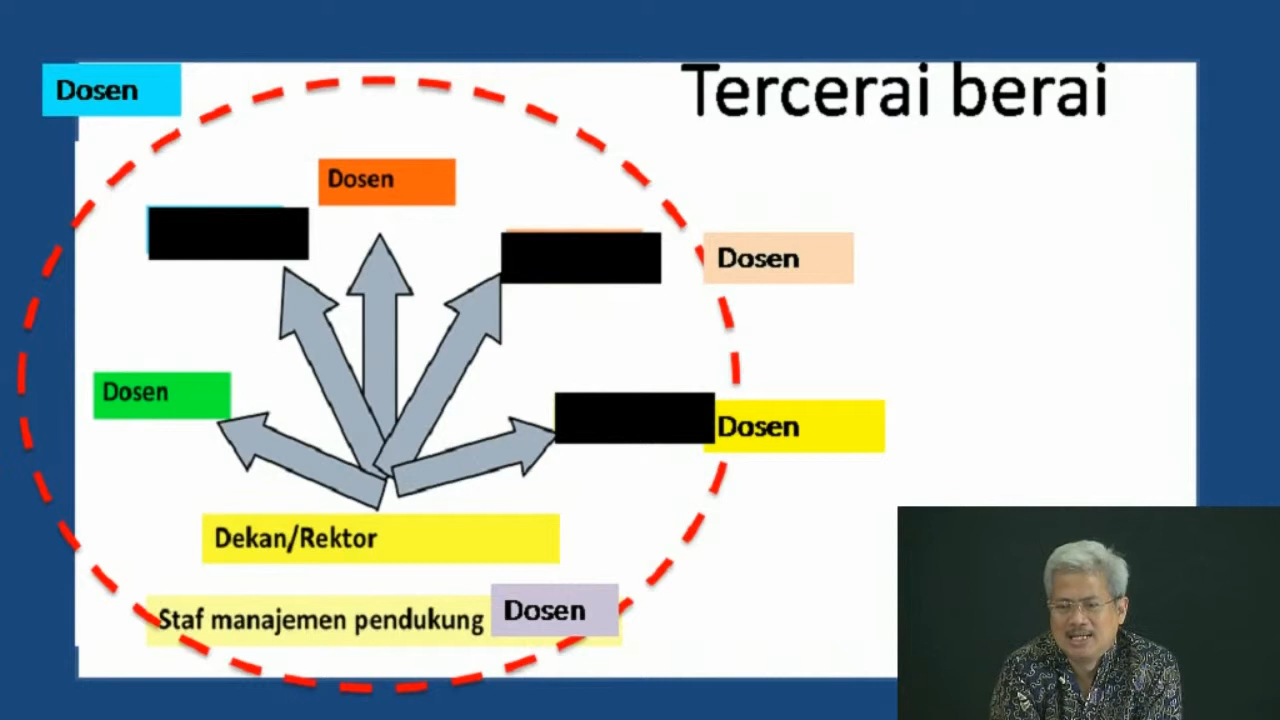 Tercerai berai
Dosen
Dosen
Dosen
Dosen
Dosen
Dekan/Rektor
Staf manajemen pendukung
Dosen